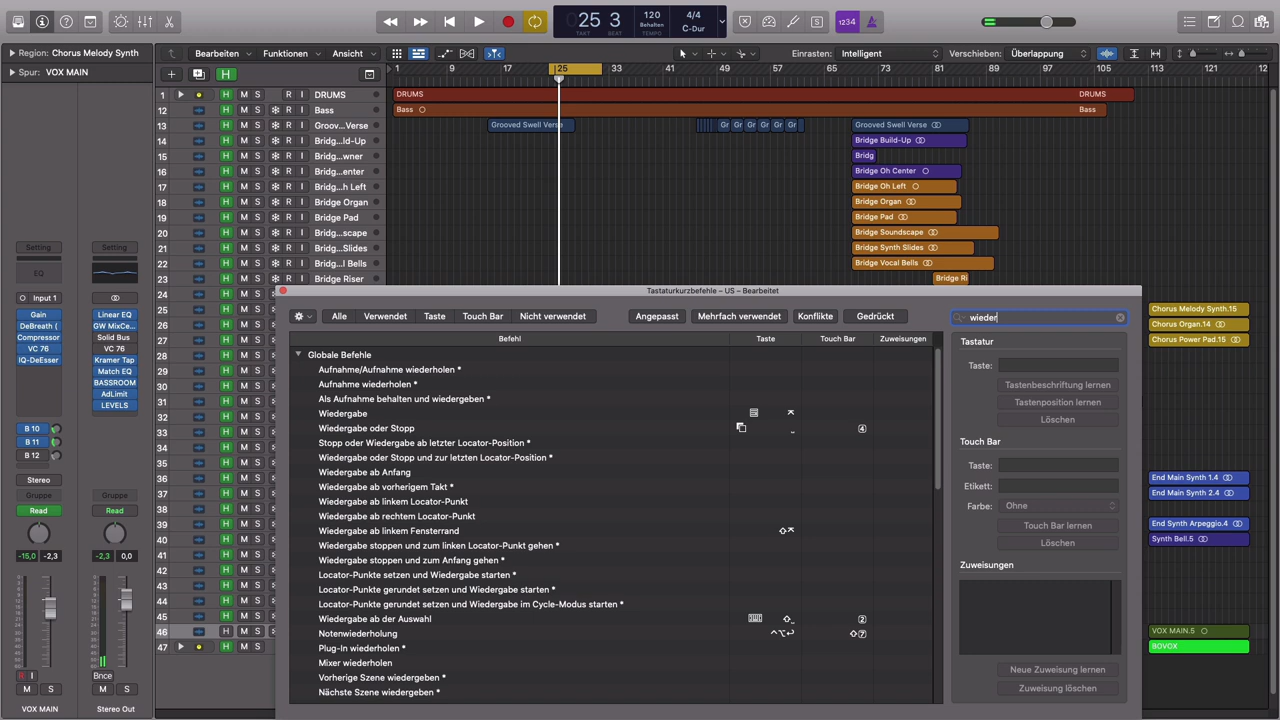 25 3
TAKT BEAT
120
Behalten
TEMPO
4/4
C-Dur
1234
Region: Chorus Melody Synth
Spur: VOX MAIN
Bearbeiten
Funktionen
Ansicht
Einrasten: Intelligent
Verschieben: Überlappung
1 9 17 25 33 41 49 57 65 73 81 89 97 105 113 121 12
1 H M S R I DRUMS
DRUMS DRUMS
12 H M S R I Bass
Bass Bass
13 H M S R I Groov...Verse
Grooved Swell Verse Gr Gr Gr Gr Gr Gr Grooved Swell Verse
14 H M S R I Bridg...ld-Up
Bridge Build-Up
15 H M S R I Bridg...wner
Bridg
16 H M S R I Bridg...enter
Bridge Oh Center
17 H M S R I Bridg...h Left
Bridge Oh Left
18 H M S R I Bridge Organ
Bridge Organ
19 H M S R I Bridge Pad
Bridge Pad
20 H M S R I Bridg...scape
Bridge Soundscape
21 H M S R I Bridg...Slides
Bridge Synth Slides
22 H M S R I Bridg...l Bells
Bridge Vocal Bells
23 H M S R I Bridge Riser
Bridge Ri
24 H M S
25 H M S
Chorus Melody Synth.15
26 H M S
Chorus Organ.14
27 H M S
Chorus Power Pad.15
28 H M S
29 H M S
30 H M S
31 H M S
32 H M S
33 H M S
34 H M S
35 H M S
36 H M S
End Main Synth 1.4
37 H M S
End Main Synth 2.4
38 H M S
39 H M S
End Synth Arpeggio.4
40 H M S
Synth Bell.5
41 H M S
42 H M S
43 H M S
44 H M S
45 H M S
46 H M S
VOX MAIN.5
47 H M S
BGVOX
Setting Setting
EQ
Input 1
Gain Linear EQ
DeBreath ( GW MixCe...
Compressor Solid Bus
VC 76 VC 76
IQ-DeEsser Kramer Tap
Match EQ
BASSROOM
AdLimit
LEVELS
B 10
B 11
B 12
Stereo
Gruppe Gruppe
Read Read
-15,0 -2,3 -2,3 0,0
R I Bnce
M S M S
VOX MAIN Stereo Out
Tastaturkurzbefehle – US – Bearbeitet
Alle
Verwendet
Taste
Touch Bar
Nicht verwendet
Angepasst
Mehrfach verwendet
Konflikte
Gedrückt
wieder
Befehl Taste Touch Bar Zuweisungen
Globale Befehle
Aufnahme/Aufnahme wiederholen *
Aufnahme wiederholen *
Als Aufnahme behalten und wiedergeben *
Wiedergabe ⌤
Wiedergabe oder Stopp ⎵ 4
Stopp oder Wiedergabe ab letzter Locator-Position *
Wiedergabe oder Stopp und zur letzten Locator-Position *
Wiedergabe ab Anfang
Wiedergabe ab vorherigem Takt *
Wiedergabe ab linkem Locator-Punkt
Wiedergabe ab rechtem Locator-Punkt
Wiedergabe ab linkem Fensterrand ⇧⌤
Wiedergabe stoppen und zum linken Locator-Punkt gehen *
Wiedergabe stoppen und zum Anfang gehen *
Locator-Punkte setzen und Wiedergabe starten *
Locator-Punkte gerundet setzen und Wiedergabe starten *
Locator-Punkte gerundet setzen und Wiedergabe im Cycle-Modus starten *
Wiedergabe ab der Auswahl ⇧⎵ 2
Notenwiederholung ⌃⌥↩ ⇧7
Plug-In wiederholen *
Mixer wiederholen
Vorherige Szene wiedergeben *
Nächste Szene wiedergeben *
Tastatur
Taste:
Tastenbeschriftung lernen
Tastenposition lernen
Löschen
Touch Bar
Taste:
Etikett:
Farbe: Ohne
Touch Bar lernen
Löschen
Zuweisungen
Neue Zuweisung lernen
Zuweisung löschen